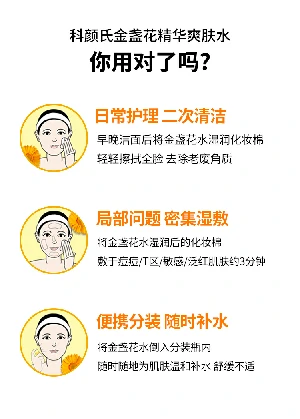 科颜氏金盏花精华爽肤水
你用对了吗?
日常护理 二次清洁
早晚洁面后将金盏花水湿润化妆棉
轻轻擦拭全脸 去除老废角质
局部问题 密集湿敷
将金盏花水湿润后的化妆棉
敷于痘痘/T区/敏感/泛红肌肤约3分钟
便携分装 随时补水
将金盏花水倒入分装瓶内
随时随地为肌肤温和补水 舒缓不适